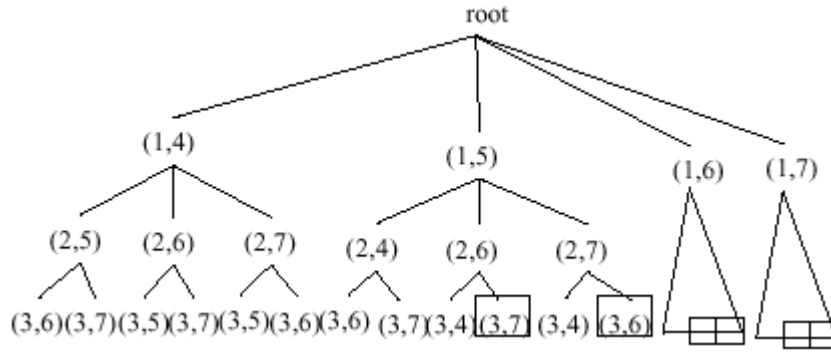 root
(1,4) (1,5) (1,6) (1,7)
(2,5) (2,6) (2,7) (2,4) (2,6) (2,7)
(3,6) (3,7) (3,5) (3,7) (3,5) (3,6) (3,6) (3,7) (3,4) (3,7) (3,4) (3,6)